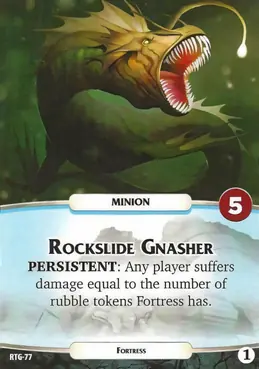 MINION
5
ROCKSLIDE GNASHER
PERSISTENT: Any player suffers
damage equal to the number of
rubble tokens Fortress has.
RTG-77
FORTRESS
1